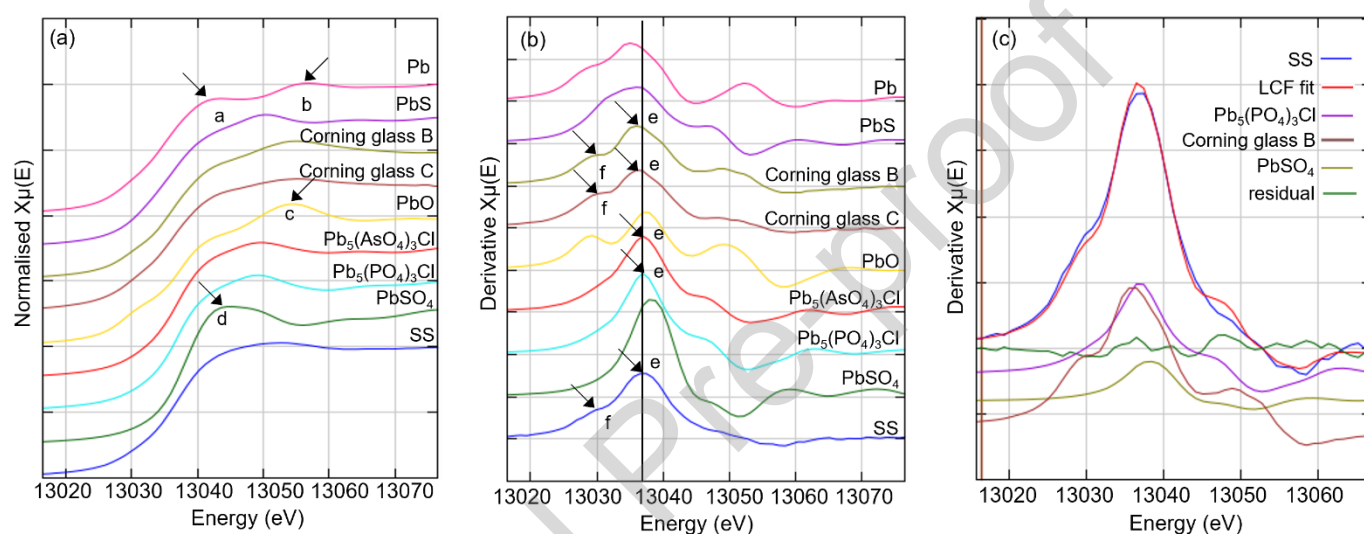 (a)
Pb
PbS
Corning glass B
Corning glass C
PbO
Pb₅(AsO₄)₃Cl
Pb₅(PO₄)₃Cl
PbSO₄
SS
a
b
c
d
Normalised Xμ(E)
13020 13030 13040 13050 13060 13070
Energy (eV)
(b)
Pb
PbS
e
Corning glass B
f
e
Corning glass C
f
e
PbO
e
Pb₅(AsO₄)₃Cl
Pb₅(PO₄)₃Cl
PbSO₄
e
SS
f
Derivative Xμ(E)
13020 13030 13040 13050 13060 13070
Energy (eV)
(c)
SS
LCF fit
Pb₅(PO₄)₃Cl
Corning glass B
PbSO₄
residual
Derivative Xμ(E)
13020 13030 13040 13050 13060
Energy (eV)
Pre-proof